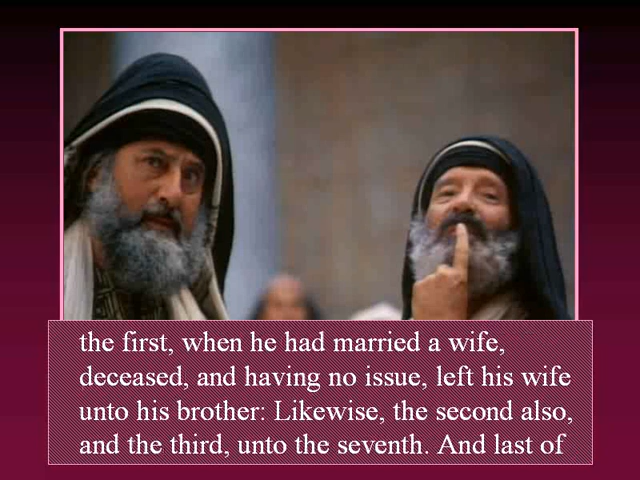 the first, when he had married a wife,
deceased, and having no issue, left his wife
unto his brother: Likewise, the second also,
and the third, unto the seventh. And last of